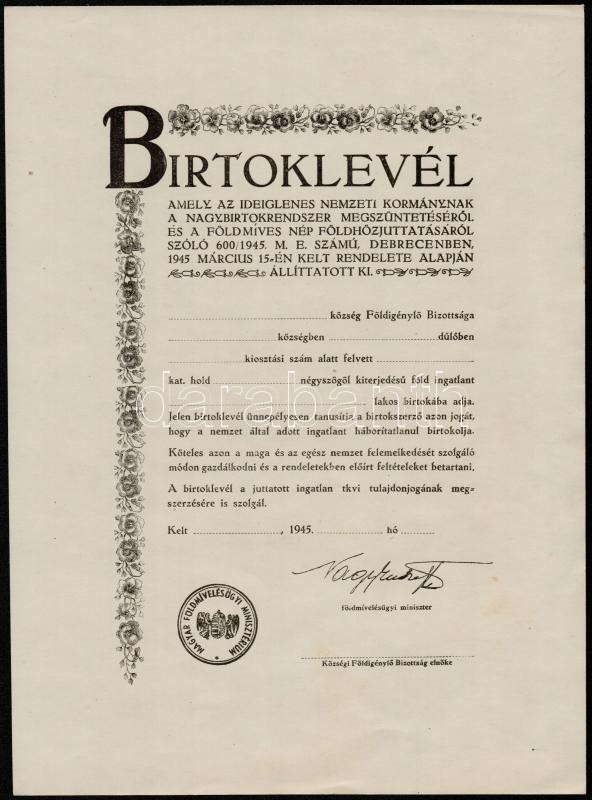 BIRTOKLEVÉL
AMELY AZ IDEIGLENES NEMZETI KORMÁNYNAK
A NAGYBIRTOKRENDSZER MEGSZÜNTETÉSÉRŐL
ÉS A FÖLDMÍVES NÉP FÖLDHÖZJUTTATÁSÁRÓL
SZÓLÓ 600/1945. M. E. SZÁMÚ, DEBRECENBEN,
1945 MÁRCIUS 15-ÉN KELT RENDELETE ALAPJÁN
ÁLLÍTTATOTT KI.
község Földigénylő Bizottsága
községben dülőben
kiosztási szám alatt felvett
kat. hold négyszögöl kiterjedésű föld ingatlant
lakos birtokába adja.
Jelen birtoklevél ünnepélyesen tanusítja a birtokszerző azon jogát,
hogy a nemzet által adott ingatlant háborítatlanul birtokolja.
Köteles azon a maga és az egész nemzet felemelkedését szolgáló
módon gazdálkodni és a rendeletekben előírt feltételeket betartani.
A birtoklevél a juttatott ingatlan tkvi tulajdonjogának meg-
szerzésére is szolgál.
Kelt , 1945. hó
földmívelésügyi miniszter
MAGYAR FÖLDMÍVELÉSÜGYI MINISZTÉRIUM
Községi Földigénylő Bizottság elnöke
darabanth